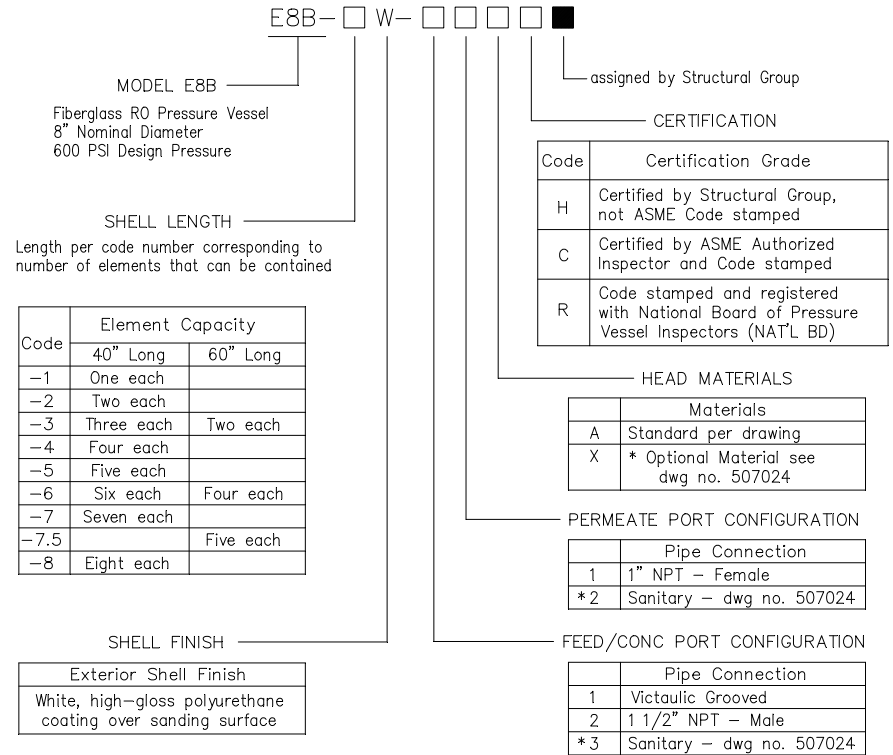 E8B-□ W-□ □ □ □ ■
MODEL E8B
Fiberglass RO Pressure Vessel
8" Nominal Diameter
600 PSI Design Pressure
SHELL LENGTH
Length per code number corresponding to
number of elements that can be contained
Code Element Capacity
40" Long 60" Long
-1 One each
-2 Two each
-3 Three each Two each
-4 Four each
-5 Five each
-6 Six each Four each
-7 Seven each
-7.5 Five each
-8 Eight each
SHELL FINISH
Exterior Shell Finish
White, high-gloss polyurethane
coating over sanding surface
assigned by Structural Group
CERTIFICATION
Code Certification Grade
H Certified by Structural Group,
not ASME Code stamped
C Certified by ASME Authorized
Inspector and Code stamped
R Code stamped and registered
with National Board of Pressure
Vessel Inspectors (NAT'L BD)
HEAD MATERIALS
Materials
A Standard per drawing
X * Optional Material see
dwg no. 507024
PERMEATE PORT CONFIGURATION
Pipe Connection
1 1" NPT - Female
*2 Sanitary - dwg no. 507024
FEED/CONC PORT CONFIGURATION
Pipe Connection
1 Victaulic Grooved
2 1 1/2" NPT - Male
*3 Sanitary - dwg no. 507024